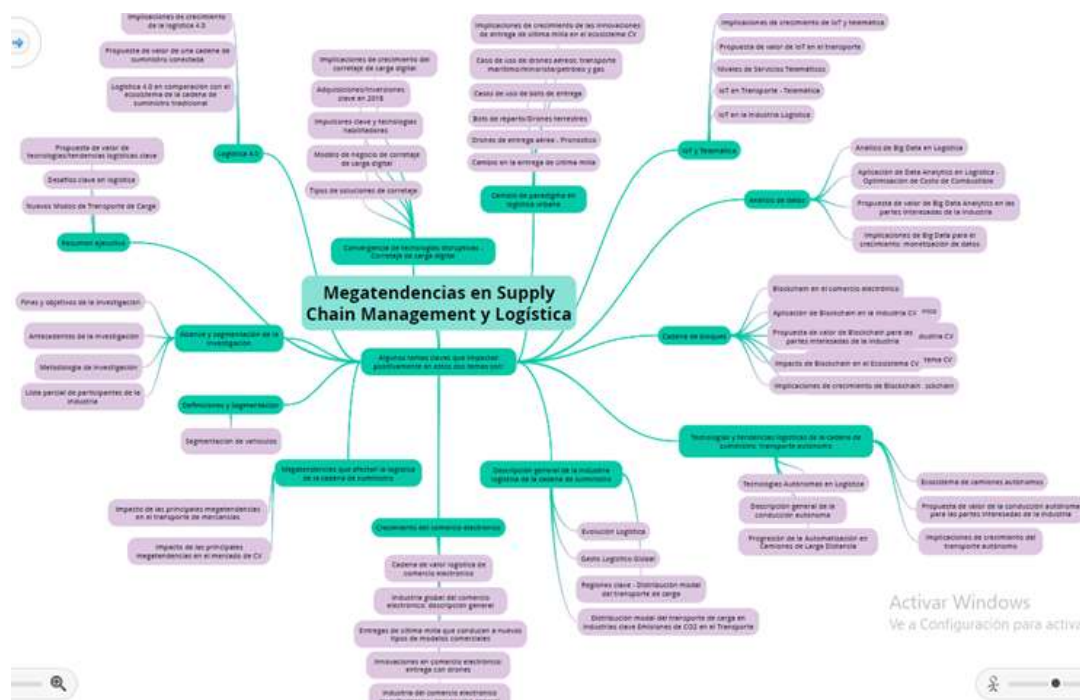 Megatendencias en Supply
Chain Management y Logística
Algunos temas claves que impactan
positivamente en estos dos temas son:
Implicaciones de crecimiento
de la logística 4.0
Propuesta de valor de una cadena de
suministro conectada
Logística 4.0 en comparación con el
ecosistema de la cadena de
suministro tradicional
Logística 4.0
Propuesta de valor de
tecnologías/tendencias logísticas clave
Desafíos clave en logística
Nuevos Modos de Transporte de Carga
Resumen ejecutivo
Fines y objetivos de la investigación
Antecedentes de la investigación
Metodología de investigación
Lista parcial de participantes de la
industria
Alcance y segmentación de la
investigación
Definiciones y Segmentación
Segmentación de vehículos
Megatendencias que afectan la logística
de la cadena de suministro
Impacto de las principales megatendencias
en el transporte de mercancías
Impacto de las principales
megatendencias en el mercado de CV
Implicaciones de crecimiento del
corretaje de carga digital
Adquisiciones/Inversiones
clave en 2018
Impulsores clave y tecnologías
habilitadoras
Modelo de negocio de corretaje
de carga digital
Tipos de soluciones de corretaje
Convergencia de tecnologías disruptivas -
Corretaje de carga digital
Implicaciones de crecimiento de las innovaciones
de entrega de última milla en el ecosistema CV
Caso de uso de drones aéreos: transporte
marítimo/minorista/petróleo y gas
Casos de uso de bots de entrega
Bots de reparto/Drones terrestres
Drones de entrega aérea - Pronóstico
Cambio en la entrega de última milla
Cambio de paradigma en
logística urbana
Implicaciones de crecimiento de IoT y telemática
Propuesta de valor de IoT en el transporte
Niveles de Servicios Telemáticos
IoT en Transporte - Telemática
IoT en la Industria Logística
IoT y Telemática
Análisis de datos
Análisis de Big Data en Logística
Aplicación de Data Analytics en Logística -
Optimización de Costo de Combustible
Propuesta de valor de Big Data Analytics en las
partes interesadas de la industria
Implicaciones de Big Data para el
crecimiento: monetización de datos
Cadena de bloques
Blockchain en el comercio electrónico
Aplicación de Blockchain en la industria CV
Propuesta de valor de Blockchain para las
partes interesadas de la industria
dustria CV
Impacto de Blockchain en el Ecosistema CV
tema CV
Implicaciones de crecimiento de Blockchain
ockchain
Tecnologías y tendencias logísticas de la cadena de
suministro: transporte autónomo
Tecnologías Autónomas en Logística
Descripción general de la
conducción autónoma
Progresión de la Automatización en
Camiones de Larga Distancia
Ecosistema de camiones autónomos
Propuesta de valor de la conducción autónoma
para las partes interesadas de la industria
Implicaciones de crecimiento del
transporte autónomo
Descripción general de la industria
logística de la cadena de suministro
Evolución Logística
Gasto Logístico Global
Regiones clave - Distribución modal
del transporte de carga
Distribución modal del transporte de carga en
industrias clave Emisiones de CO2 en el Transporte
Crecimiento del comercio electrónico
Cadena de valor logística de
comercio electrónico
Industria global del comercio
electrónico: descripción general
Entregas de última milla que conducen a nuevos
tipos de modelos comerciales
Innovaciones en comercio electrónico:
entrega con drones
Industria del comercio electrónico
Activar Windows
Ve a Configuración para activa